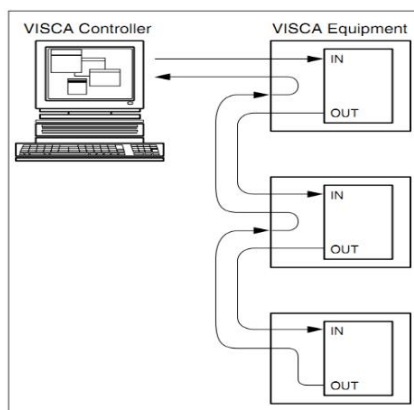 VISCA Controller
VISCA Equipment
IN
OUT
IN
OUT
IN
OUT